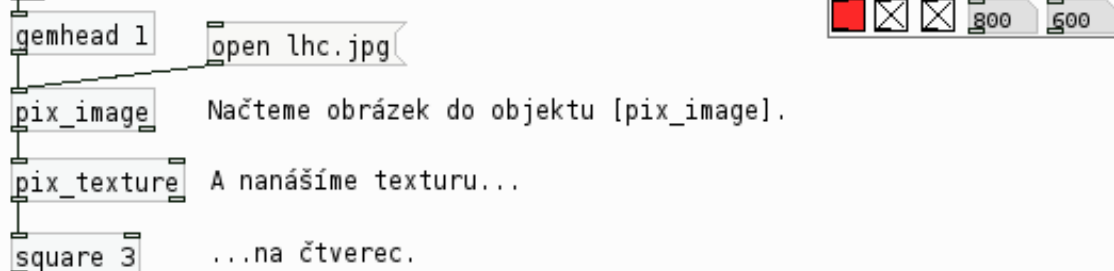 gemhead 1
open lhc.jpg
800 600
pix_image
Načteme obrázek do objektu [pix_image].
pix_texture
A nanášíme texturu...
square 3
...na čtverec.